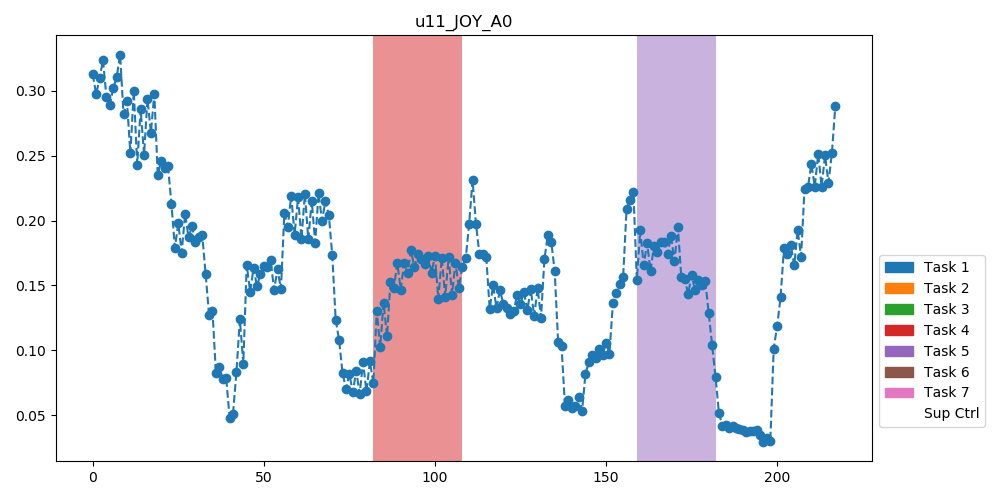 u11_JOY_A0
0.30
0.25
0.20
0.15
0.10
0.05
0
50
100
150
200
Task 1
Task 2
Task 3
Task 4
Task 5
Task 6
Task 7
Sup Ctrl